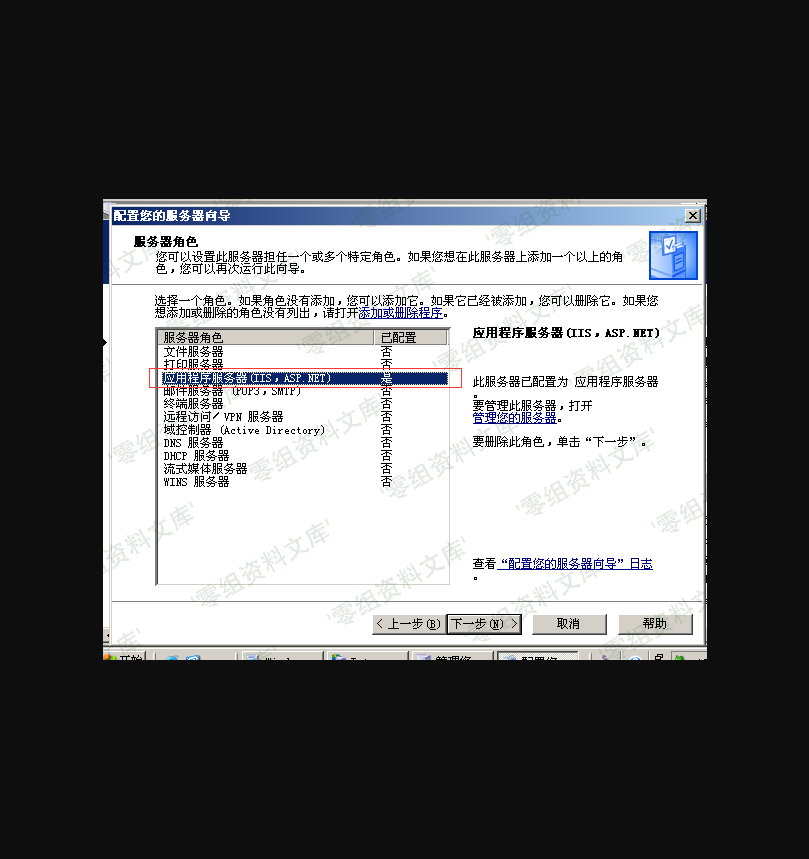 配置您的服务器向导
服务器角色
您可以设置此服务器担任一个或多个特定角色。如果您想在此服务器上添加一个以上的角
色，您可以再次运行此向导。
选择一个角色。如果角色没有添加，您可以添加它。如果它已经被添加，您可以删除它。如果您
想添加或删除的角色没有列出，请打开添加或删除程序。
服务器角色 已配置
文件服务器 否
打印服务器 否
应用程序服务器(IIS，ASP.NET) 是
邮件服务器 (POP3，SMTP) 否
终端服务器 否
远程访问/VPN 服务器 否
域控制器 (Active Directory) 否
DNS 服务器 否
DHCP 服务器 否
流式媒体服务器 否
WINS 服务器 否
应用程序服务器(IIS，ASP.NET)
此服务器已配置为 应用程序服务器
。
要管理此服务器，打开
管理您的服务器。
要删除此角色，单击“下一步”。
查看“配置您的服务器向导”日志
。
< 上一步(B) 下一步(N) > 取消 帮助
开始 管理您 配置您
'零组资料文库'